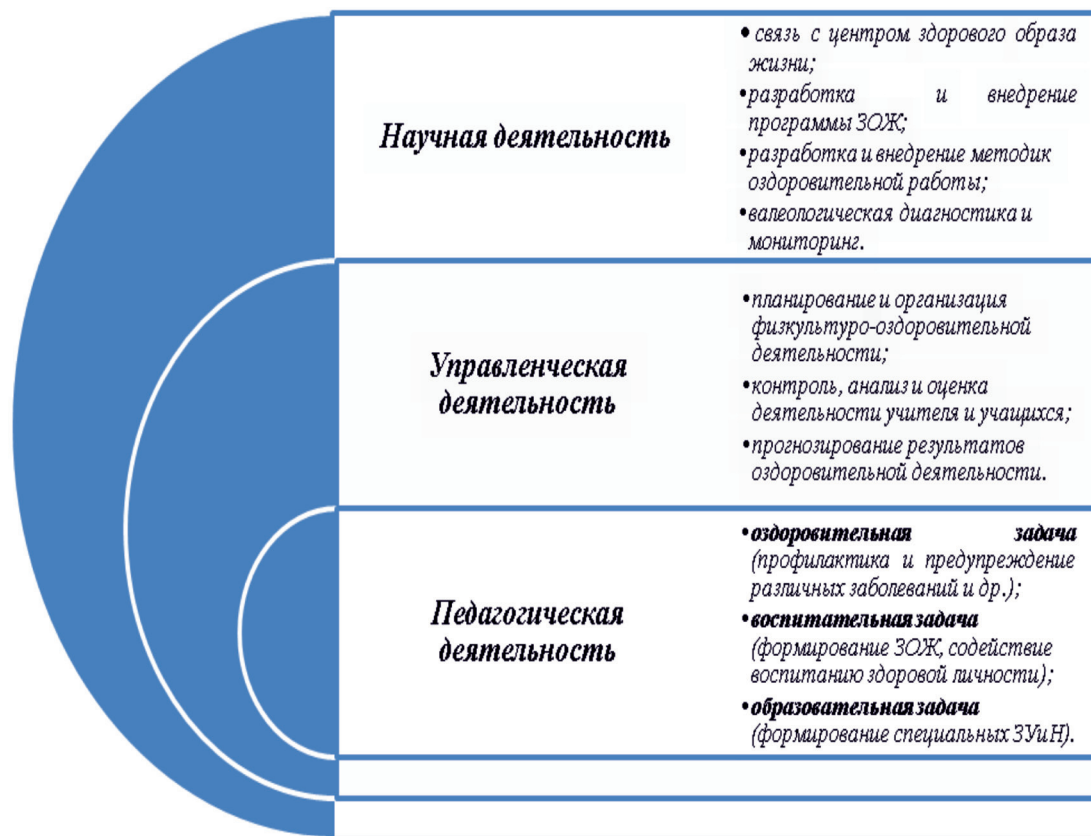 Научная деятельность
• связь с центром здорового образа
жизни;
•разработка и внедрение
программы ЗОЖ;
•разработка и внедрение методик
оздоровительной работы;
•валеологическая диагностика и
мониторинг.
Управленческая
деятельность
•планирование и организация
физкультуро-оздоровительной
деятельности;
•контроль, анализ и оценка
деятельности учителя и учащихся;
•прогнозирование результатов
оздоровительной деятельности.
Педагогическая
деятельность
•оздоровительная задача
(профилактика и предупреждение
различных заболеваний и др.);
•воспитательная задача
(формирование ЗОЖ, содействие
воспитанию здоровой личности);
•образовательная задача
(формирование специальных ЗУиН).